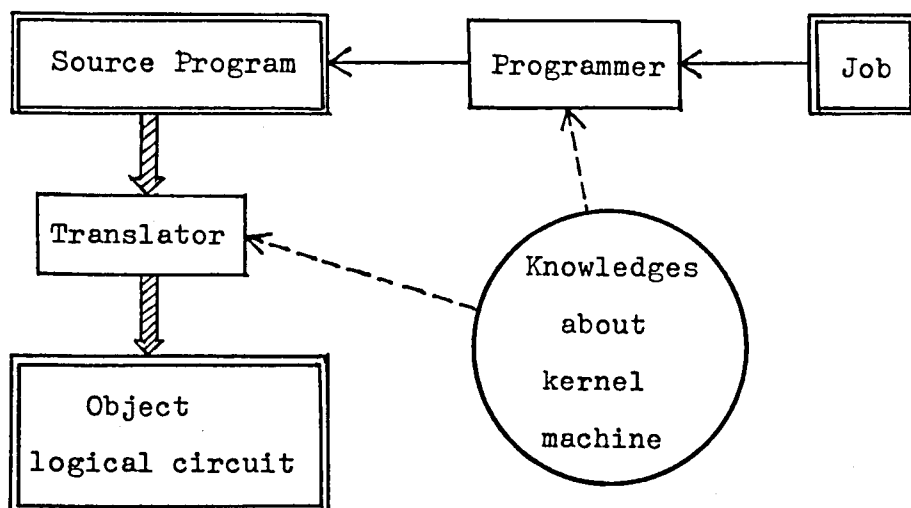 Source Program
Programmer
Job
Translator
Knowledges
about
kernel
machine
Object
logical circuit